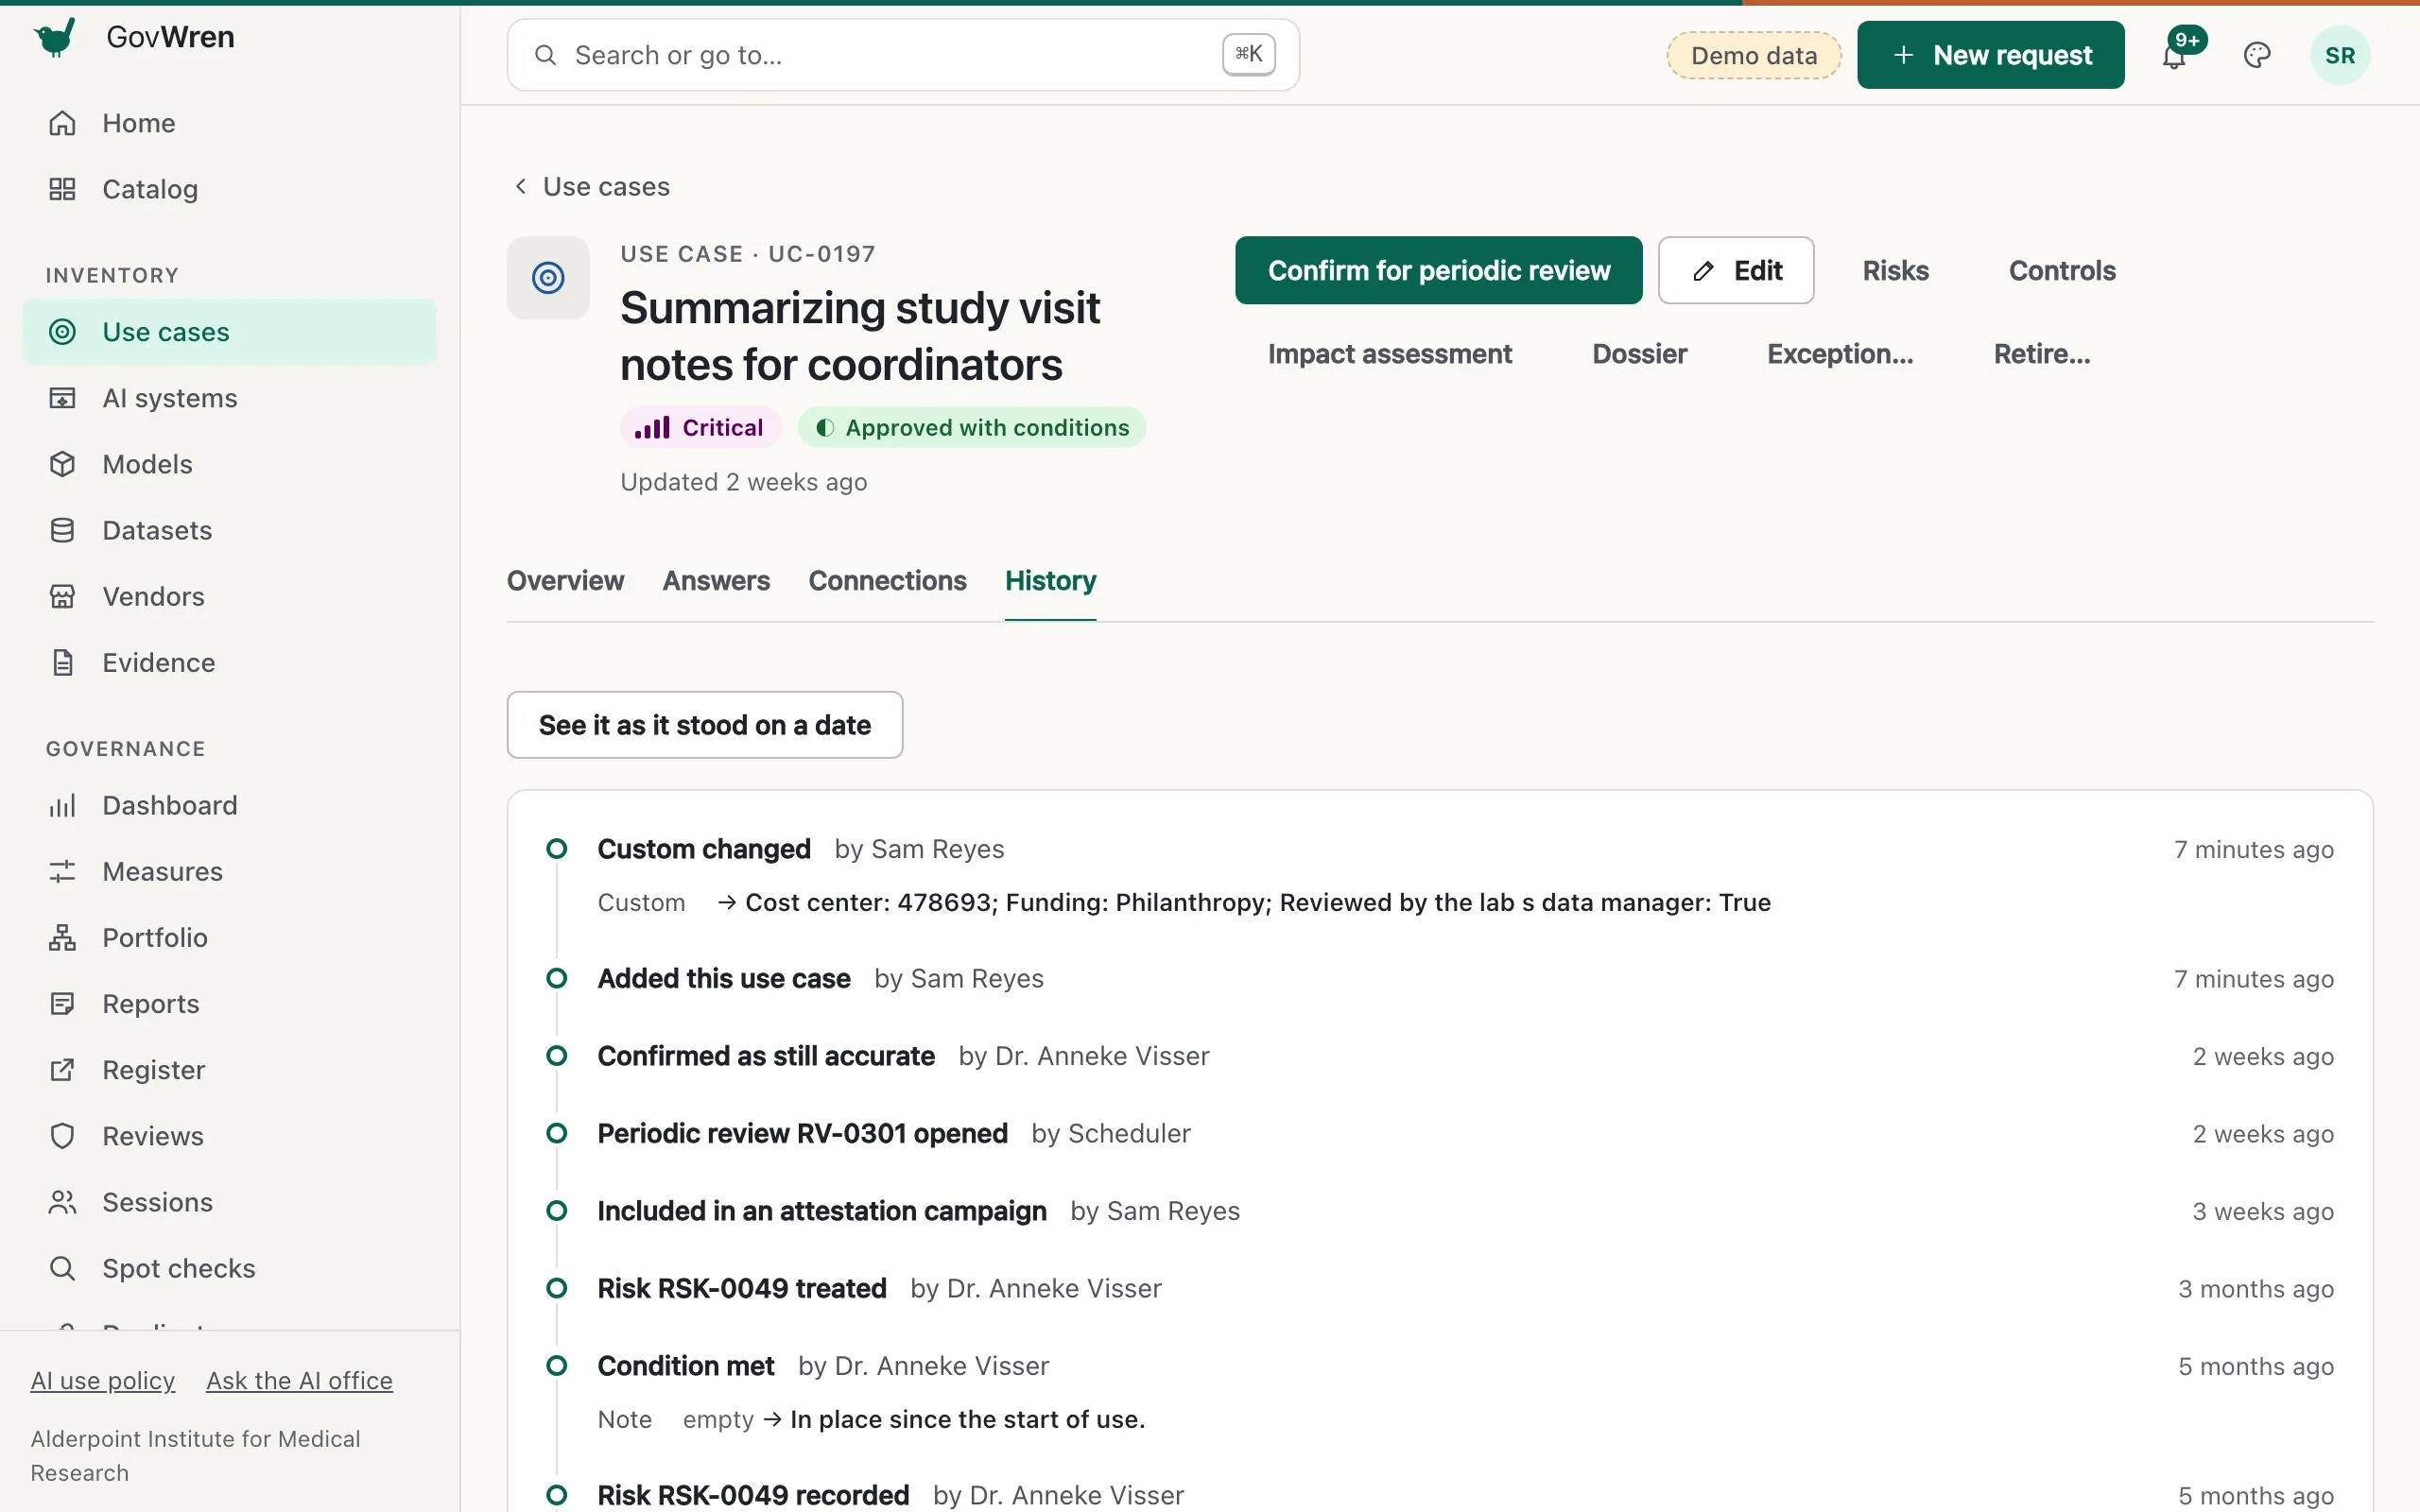 GovWren
Search or go to...
⌘K
Demo data
New request
9+
SR
Home
Catalog
INVENTORY
Use cases
AI systems
Models
Datasets
Vendors
Evidence
GOVERNANCE
Dashboard
Measures
Portfolio
Reports
Register
Reviews
Sessions
Spot checks
AI use policy
Ask the AI office
Alderpoint Institute for Medical
Research
Use cases
USE CASE · UC-0197
Summarizing study visit
notes for coordinators
Critical
Approved with conditions
Updated 2 weeks ago
Confirm for periodic review
Edit
Risks
Controls
Impact assessment
Dossier
Exception...
Retire...
Overview
Answers
Connections
History
See it as it stood on a date
Custom changed by Sam Reyes 7 minutes ago
Custom → Cost center: 478693; Funding: Philanthropy; Reviewed by the lab s data manager: True
Added this use case by Sam Reyes 7 minutes ago
Confirmed as still accurate by Dr. Anneke Visser 2 weeks ago
Periodic review RV-0301 opened by Scheduler 2 weeks ago
Included in an attestation campaign by Sam Reyes 3 weeks ago
Risk RSK-0049 treated by Dr. Anneke Visser 3 months ago
Condition met by Dr. Anneke Visser 5 months ago
Note empty → In place since the start of use.
Risk RSK-0049 recorded by Dr. Anneke Visser 5 months ago